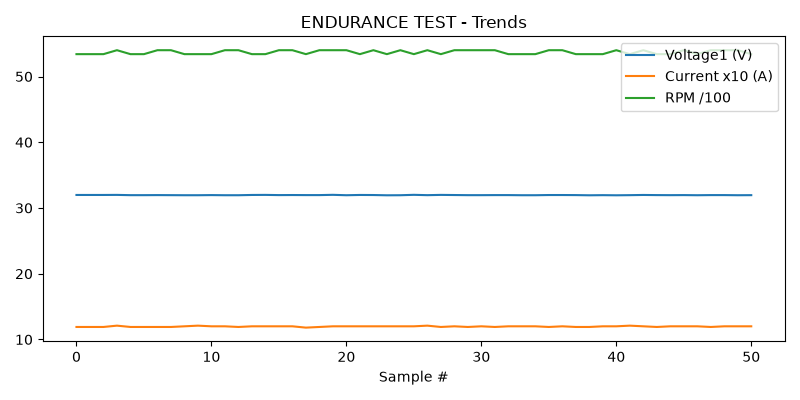 ENDURANCE TEST - Trends
Voltage1 (V)
Current x10 (A)
RPM /100
50
40
30
20
10
0 10 20 30 40 50
Sample #